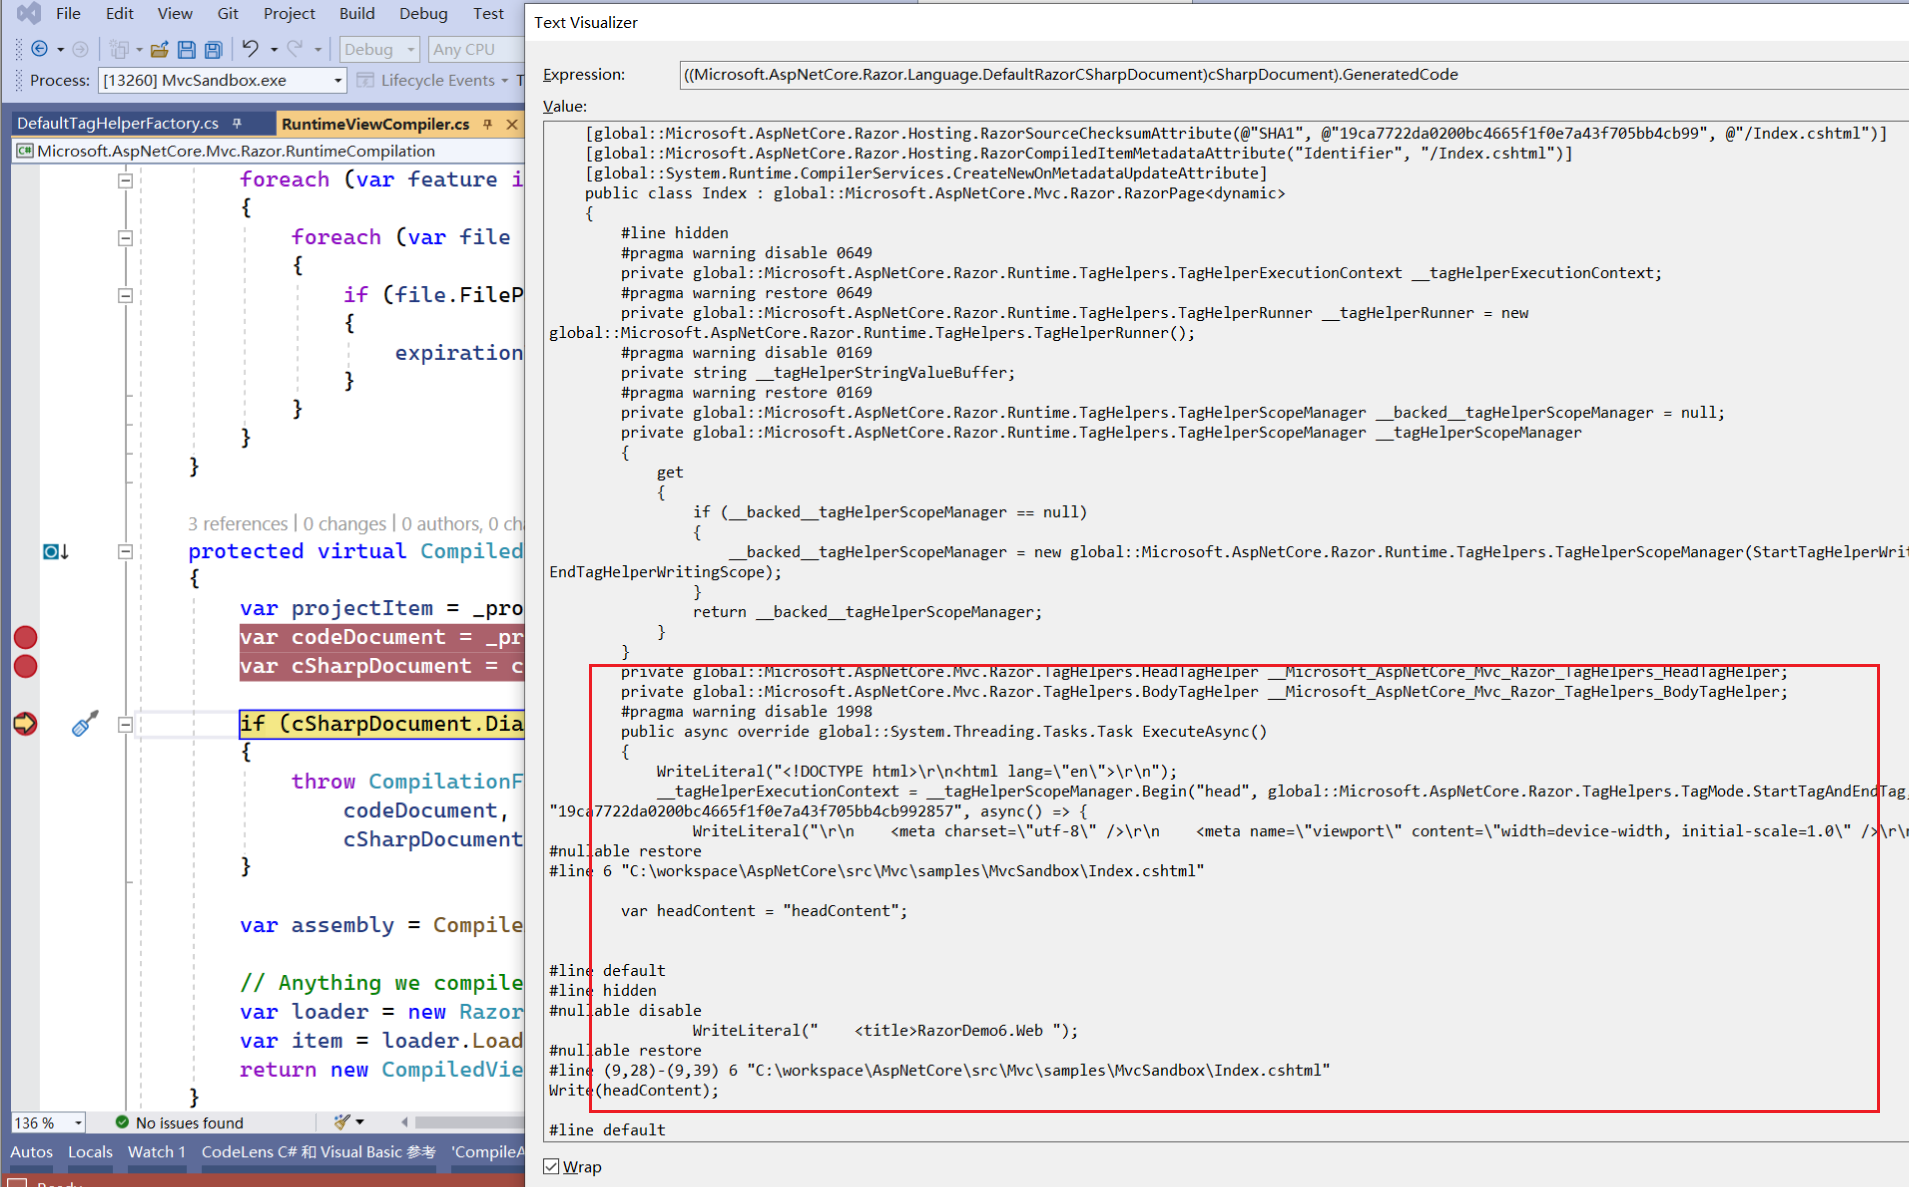 File Edit View Git Project Build Debug Test
Debug Any CPU
Process: [13260] MvcSandbox.exe Lifecycle Events T
DefaultTagHelperFactory.cs RuntimeViewCompiler.cs
C# Microsoft.AspNetCore.Mvc.Razor.RuntimeCompilation
foreach (var feature i
{
foreach (var file
{
if (file.FileP
{
expiration
}
}
}
}
3 references | 0 changes | 0 authors, 0 ch
protected virtual Compiled
{
var projectItem = _pro
var codeDocument = _pr
var cSharpDocument = c
if (cSharpDocument.Dia
{
throw CompilationF
codeDocument,
cSharpDocument
}
var assembly = Compile
// Anything we compile
var loader = new Razor
var item = loader.Load
return new CompiledVie
}
136 % No issues found
Autos Locals Watch 1 CodeLens C# 和 Visual Basic 参考 'CompileA
Ready
Text Visualizer
Expression: ((Microsoft.AspNetCore.Razor.Language.DefaultRazorCSharpDocument)cSharpDocument).GeneratedCode
Value:
[global::Microsoft.AspNetCore.Razor.Hosting.RazorSourceChecksumAttribute(@"SHA1", @"19ca7722da0200bc4665f1f0e7a43f705bb4cb99", @"/Index.cshtml")]
[global::Microsoft.AspNetCore.Razor.Hosting.RazorCompiledItemMetadataAttribute("Identifier", "/Index.cshtml")]
[global::System.Runtime.CompilerServices.CreateNewOnMetadataUpdateAttribute]
public class Index : global::Microsoft.AspNetCore.Mvc.Razor.RazorPage<dynamic>
{
#line hidden
#pragma warning disable 0649
private global::Microsoft.AspNetCore.Razor.Runtime.TagHelpers.TagHelperExecutionContext __tagHelperExecutionContext;
#pragma warning restore 0649
private global::Microsoft.AspNetCore.Razor.Runtime.TagHelpers.TagHelperRunner __tagHelperRunner = new
global::Microsoft.AspNetCore.Razor.Runtime.TagHelpers.TagHelperRunner();
#pragma warning disable 0169
private string __tagHelperStringValueBuffer;
#pragma warning restore 0169
private global::Microsoft.AspNetCore.Razor.Runtime.TagHelpers.TagHelperScopeManager __backed__tagHelperScopeManager = null;
private global::Microsoft.AspNetCore.Razor.Runtime.TagHelpers.TagHelperScopeManager __tagHelperScopeManager
{
get
{
if (__backed__tagHelperScopeManager == null)
{
__backed__tagHelperScopeManager = new global::Microsoft.AspNetCore.Razor.Runtime.TagHelpers.TagHelperScopeManager(StartTagHelperWrit
EndTagHelperWritingScope);
}
return __backed__tagHelperScopeManager;
}
}
private global::Microsoft.AspNetCore.Mvc.Razor.TagHelpers.HeadTagHelper __Microsoft_AspNetCore_Mvc_Razor_TagHelpers_HeadTagHelper;
private global::Microsoft.AspNetCore.Mvc.Razor.TagHelpers.BodyTagHelper __Microsoft_AspNetCore_Mvc_Razor_TagHelpers_BodyTagHelper;
#pragma warning disable 1998
public async override global::System.Threading.Tasks.Task ExecuteAsync()
{
WriteLiteral("<!DOCTYPE html>\r\n<html lang=\"en\">\r\n");
__tagHelperExecutionContext = __tagHelperScopeManager.Begin("head", global::Microsoft.AspNetCore.Razor.TagHelpers.TagMode.StartTagAndEndTag,
"19ca7722da0200bc4665f1f0e7a43f705bb4cb992857", async() => {
WriteLiteral("\r\n    <meta charset=\"utf-8\" />\r\n    <meta name=\"viewport\" content=\"width=device-width, initial-scale=1.0\" />\r\n
#nullable restore
#line 6 "C:\workspace\AspNetCore\src\Mvc\samples\MvcSandbox\Index.cshtml"
var headContent = "headContent";
#line default
#line hidden
#nullable disable
WriteLiteral("    <title>RazorDemo6.Web ");
#nullable restore
#line (9,28)-(9,39) 6 "C:\workspace\AspNetCore\src\Mvc\samples\MvcSandbox\Index.cshtml"
Write(headContent);
#line default
Wrap